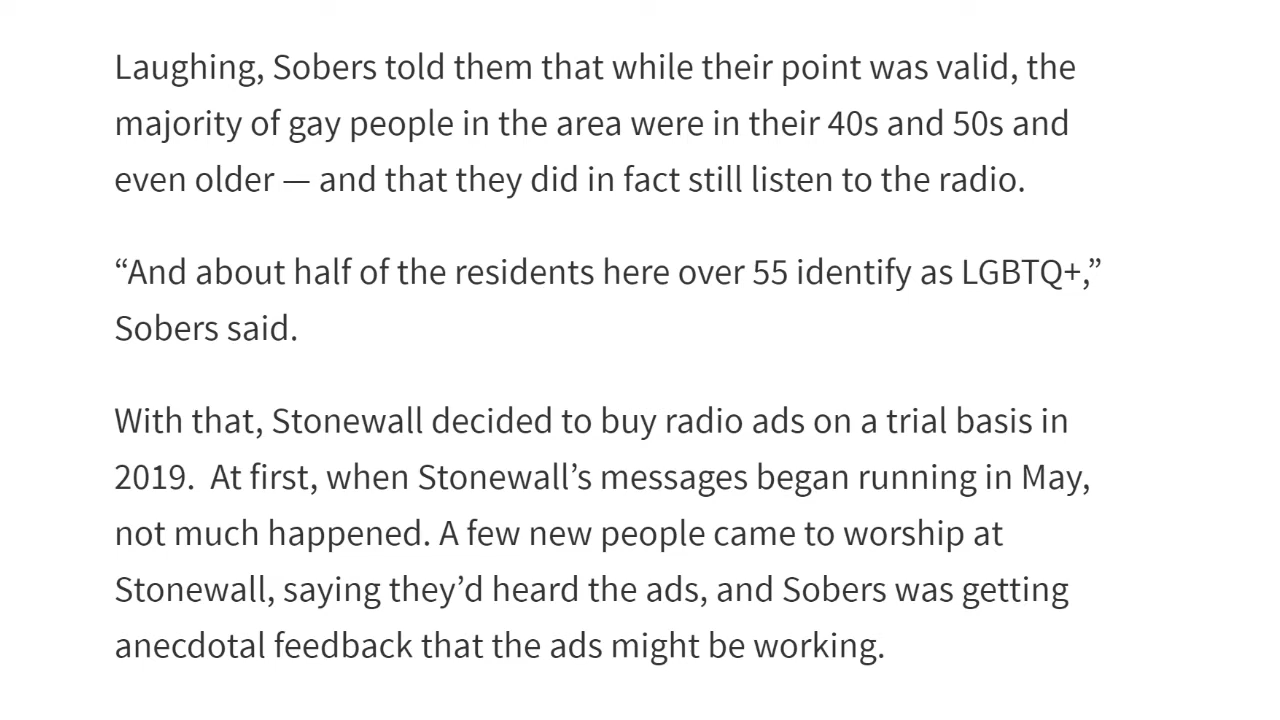 Laughing, Sobers told them that while their point was valid, the
majority of gay people in the area were in their 40s and 50s and
even older — and that they did in fact still listen to the radio.
“And about half of the residents here over 55 identify as LGBTQ+,”
Sobers said.
With that, Stonewall decided to buy radio ads on a trial basis in
2019.  At first, when Stonewall’s messages began running in May,
not much happened. A few new people came to worship at
Stonewall, saying they’d heard the ads, and Sobers was getting
anecdotal feedback that the ads might be working.